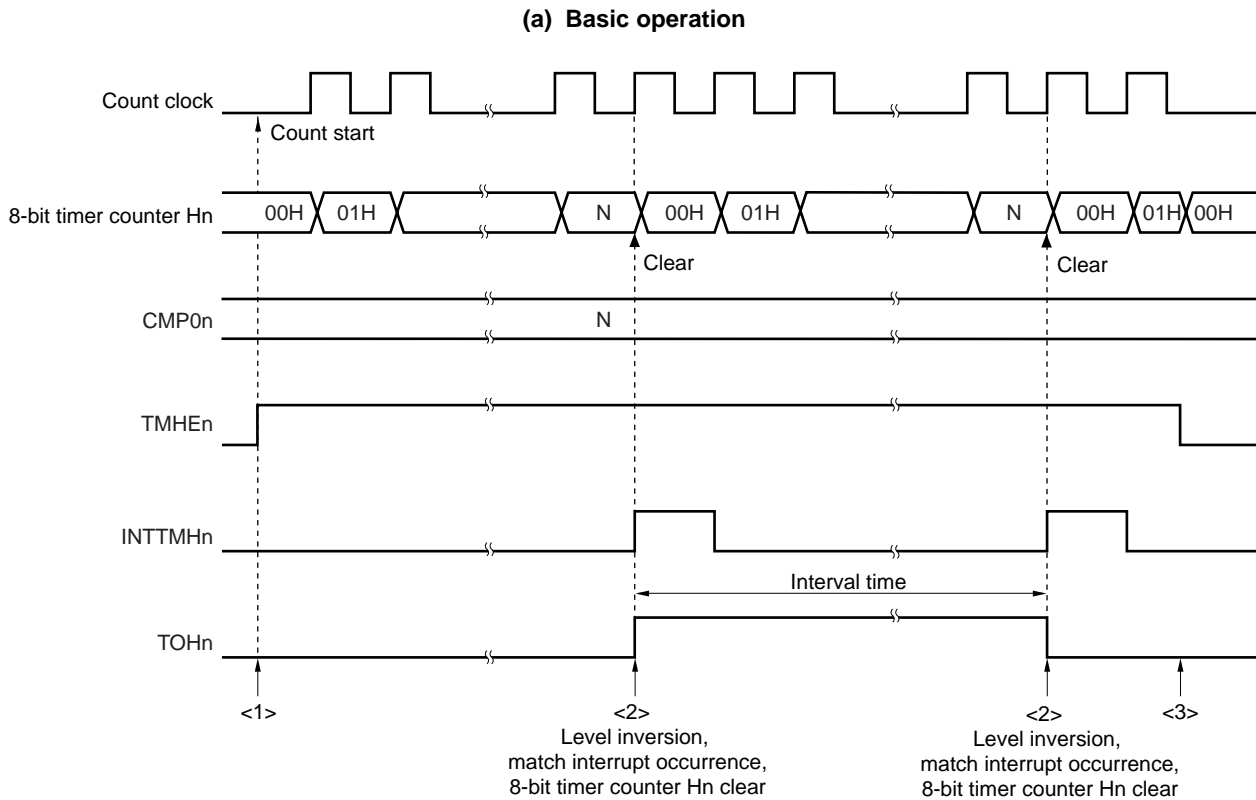 (a) Basic operation
Count clock
Count start
8-bit timer counter Hn
00H 01H N 00H 01H N 00H 01H 00H
Clear Clear
CMP0n
N
TMHEn
INTTMHn
Interval time
TOHn
<1> <2> <2> <3>
Level inversion,
match interrupt occurrence,
8-bit timer counter Hn clear
Level inversion,
match interrupt occurrence,
8-bit timer counter Hn clear